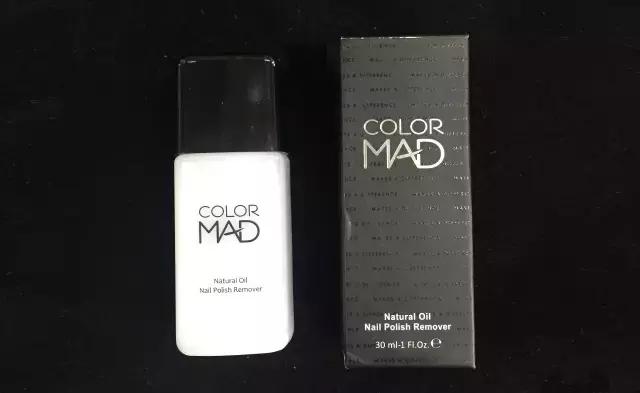 COLOR
MAD
Natural Oil
Nail Polish Remover
COLOR
MAD
Natural Oil
Nail Polish Remover
30 ml-1 Fl.Oz. ℮